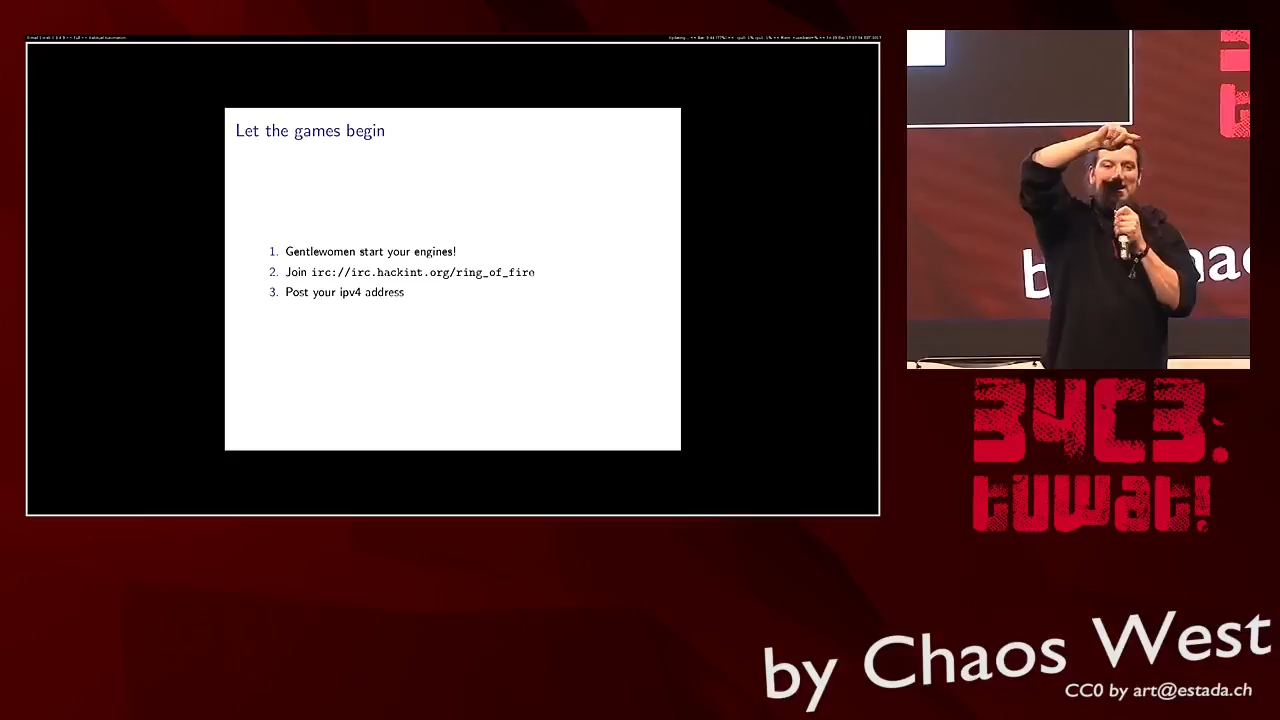 Let the games begin
1. Gentlewomen start your engines!
2. Join irc://irc.hackint.org/ring_of_fire
3. Post your ipv4 address
34C3:
tuwat!
by Chaos West
CC0 by art@estada.ch